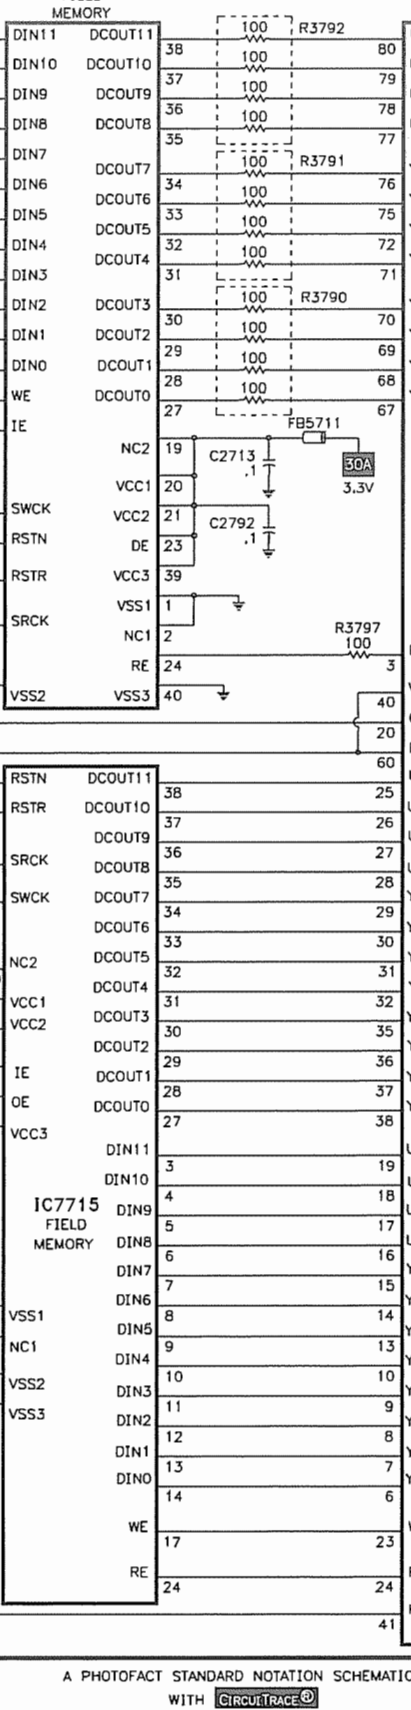 MEMORY
DIN11 DCOUT11 38 100 R3792 80
DIN10 DCOUT10 37 100 79
DIN9 DCOUT9 36 100 78
DIN8 DCOUT8 35 100 77
DIN7
DCOUT7 34 100 R3791 76
DIN6 DCOUT6 33 100 75
DIN5 DCOUT5 32 100 72
DIN4 DCOUT4 31 100 71
DIN3
DIN2 DCOUT3 30 100 R3790 70
DIN1 DCOUT2 29 100 69
DIN0 DCOUT1 28 100 68
WE DCOUT0 27 100 67
IE
FB5711
NC2 19 C2713 .1 30A
3.3V
VCC1 20
SWCK VCC2 21 C2792 .1
RSTN DE 23
RSTR VCC3 39
VSS1 1
SRCK NC1 2
R3797
100
RE 24 3
VSS2 VSS3 40 40
20
60
RSTN DCOUT11 38 25
RSTR DCOUT10 37 26
DCOUT9 36 27
SRCK DCOUT8 35 28
SWCK DCOUT7 34 29
DCOUT6 33 30
NC2 DCOUT5 32 31
DCOUT4 31 32
VCC1 DCOUT3 30 35
VCC2 DCOUT2 29 36
IE DCOUT1 28 37
OE DCOUT0 27 38
VCC3
DIN11 3 19
DIN10 4 18
IC7715 DIN9 5 17
FIELD
MEMORY DIN8 6 16
DIN7 7 15
DIN6 8 14
VSS1 DIN5 9 13
NC1 DIN4 10 10
VSS2 DIN3 11 9
VSS3 DIN2 12 8
DIN1 13 7
DIN0 14 6
WE 17 23
RE 24 24
41
A PHOTOFACT STANDARD NOTATION SCHEMATIC
WITH CIRCUITRACE®